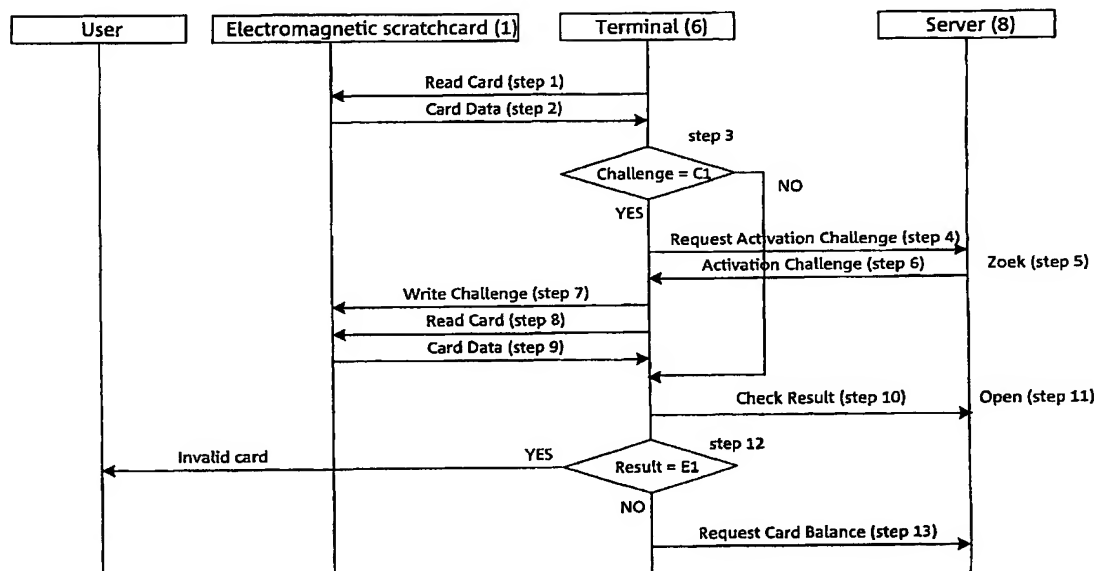 User
Electromagnetic scratchcard (1)
Terminal (6)
Server (8)
Read Card (step 1)
Card Data (step 2)
step 3
Challenge = C1
NO
YES
Request Activation Challenge (step 4)
Zoek (step 5)
Activation Challenge (step 6)
Write Challenge (step 7)
Read Card (step 8)
Card Data (step 9)
Check Result (step 10)
Open (step 11)
step 12
Invalid card
YES
Result = E1
NO
Request Card Balance (step 13)